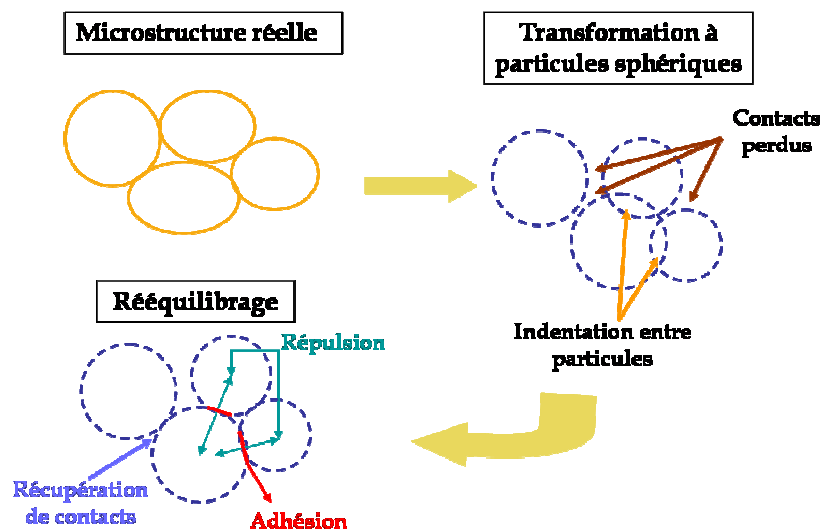 Microstructure réelle
Transformation à
particules sphériques
Contacts
perdus
Indentation entre
particules
Rééquilibrage
Répulsion
Récupération
de contacts
Adhésion